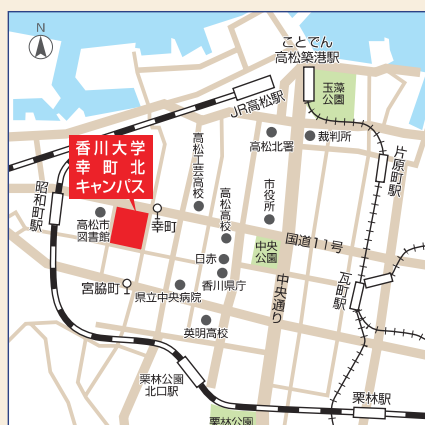 N
ことでん
高松築港駅
玉藻
公園
JR高松駅
香川大学
幸町北
キャンパス
高松工芸高校
高松北署
裁判所
片原町駅
昭和町駅
高松市
図書館
幸町
高松高校
市役所
国道11号
中央
公園
日赤
香川県庁
宮脇町
県立中央病院
中央通り
瓦町駅
英明高校
栗林公園
北口駅
栗林駅
栗林公園